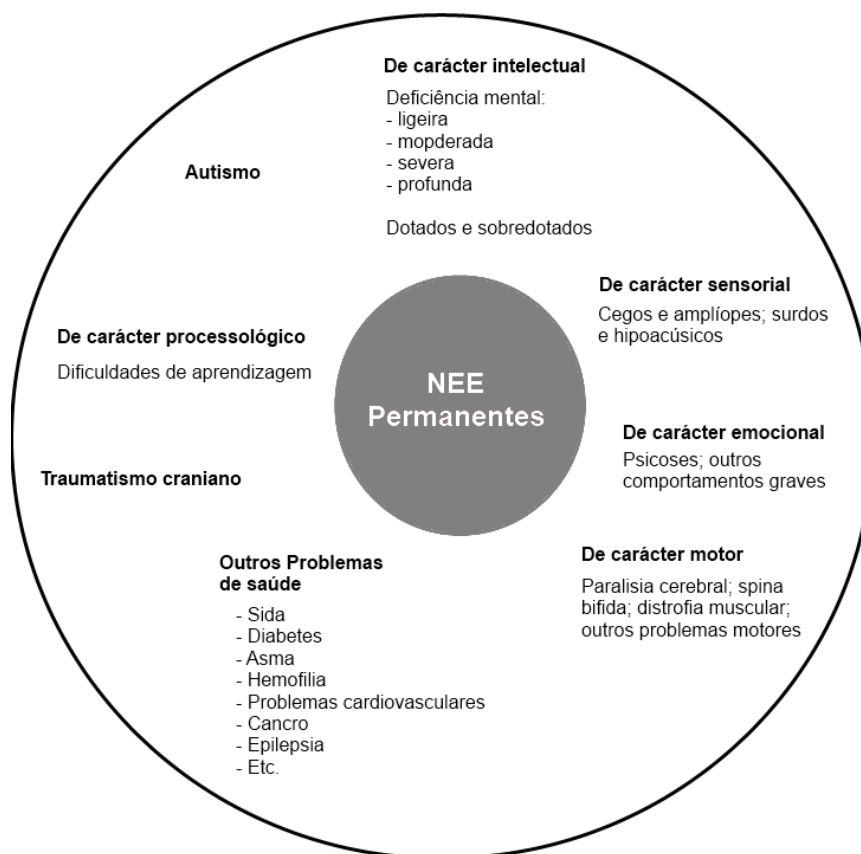 De carácter intelectual
Deficiência mental:
- ligeira
- mopderada
- severa
- profunda
Dotados e sobredotados
Autismo
De carácter sensorial
Cegos e amplíopes; surdos
e hipoacúsicos
De carácter processológico
Dificuldades de aprendizagem
NEE
Permanentes
De carácter emocional
Psicoses; outros
comportamentos graves
Traumatismo craniano
De carácter motor
Paralisia cerebral; spina
bifida; distrofia muscular;
outros problemas motores
Outros Problemas
de saúde
- Sida
- Diabetes
- Asma
- Hemofilia
- Problemas cardiovasculares
- Cancro
- Epilepsia
- Etc.